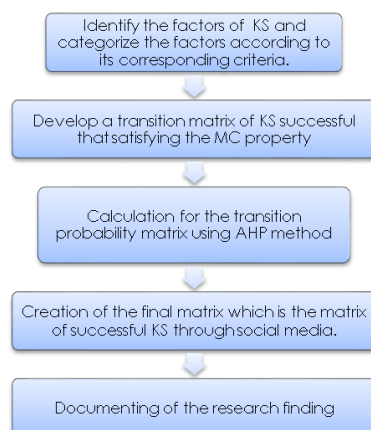 Identify the factors of KS and
categorize the factors according to
its corresponding criteria.
Develop a transition matrix of KS successful
that satisfying the MC property
Calculation for the transition
probability matrix using AHP method
Creation of the final matrix which is the matrix
of successful KS through social media.
Documenting of the research finding